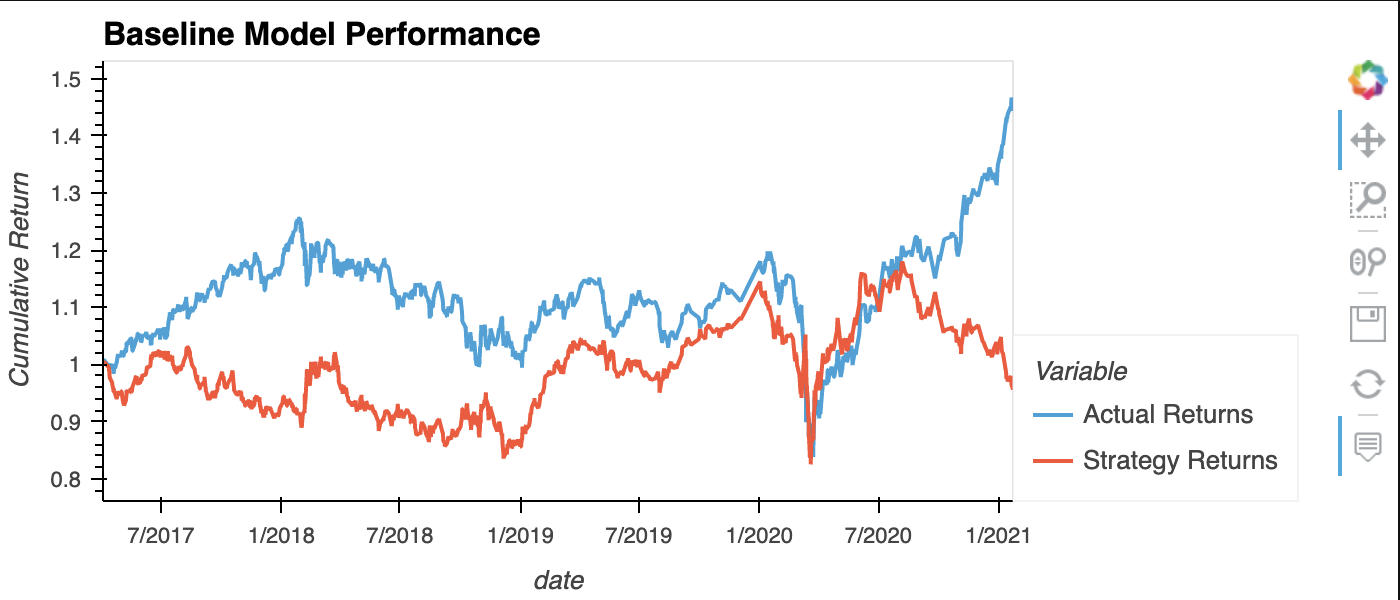 Baseline Model Performance
1.5
1.4
1.3
1.2
1.1
1
0.9
0.8
Cumulative Return
7/2017 1/2018 7/2018 1/2019 7/2019 1/2020 7/2020 1/2021
date
Variable
Actual Returns
Strategy Returns